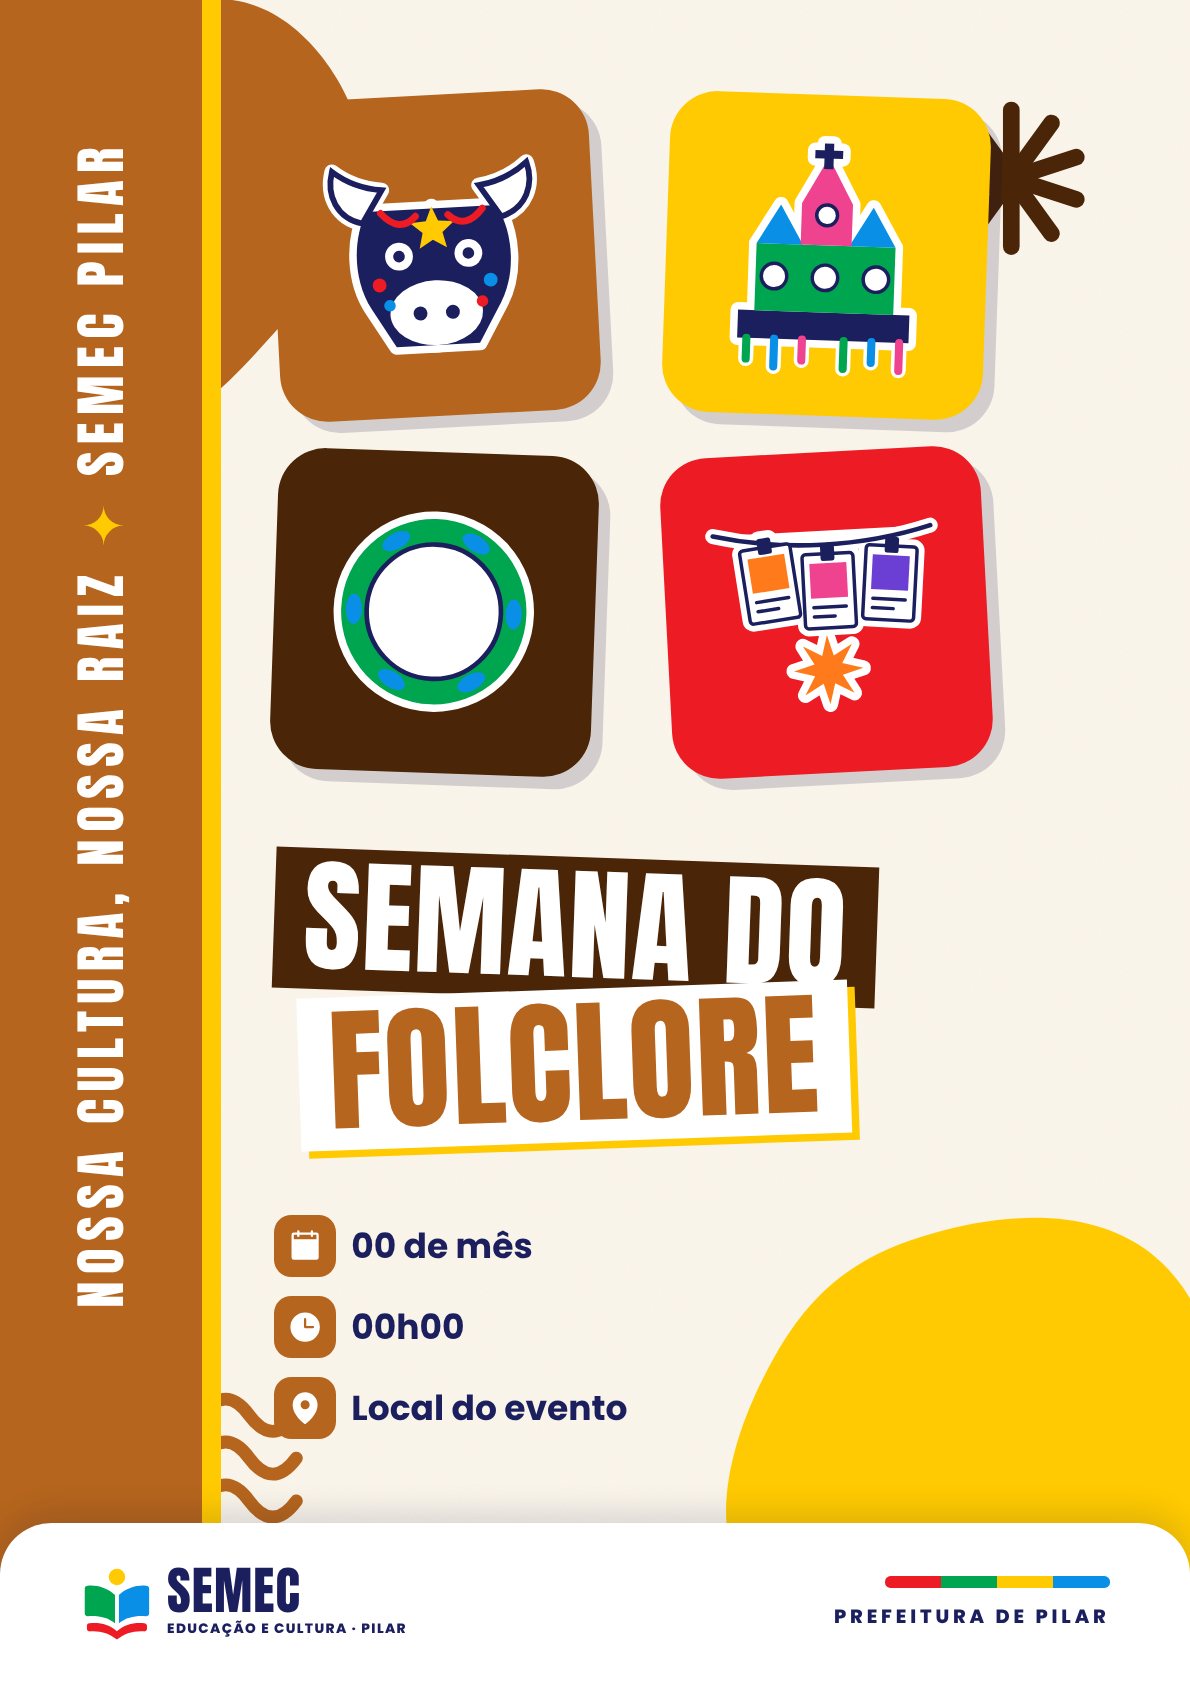 NOSSA CULTURA, NOSSA RAIZ ✦ SEMEC PILAR
SEMANA DO
FOLCLORE
00 de mês
00h00
Local do evento
SEMEC
EDUCAÇÃO E CULTURA · PILAR
PREFEITURA DE PILAR